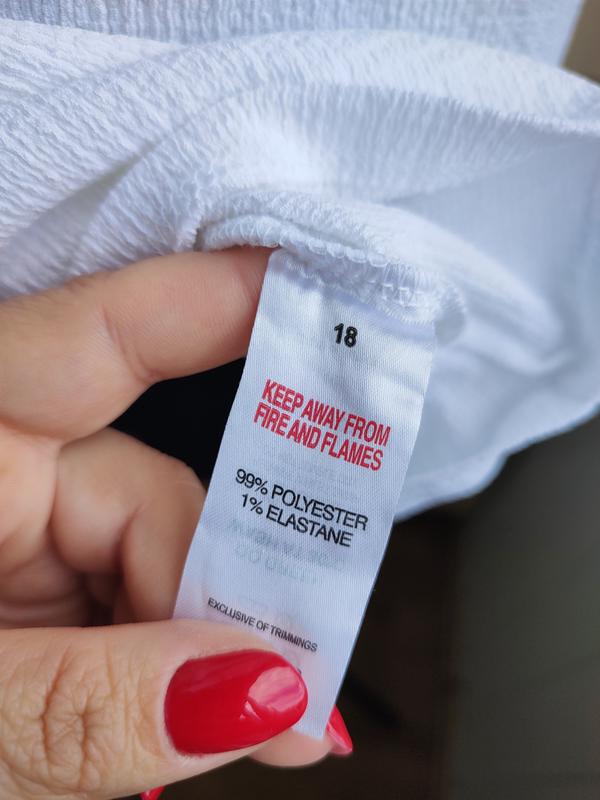 18
KEEP AWAY FROM
FIRE AND FLAMES
99% POLYESTER
1% ELASTANE
EXCLUSIVE OF TRIMMINGS